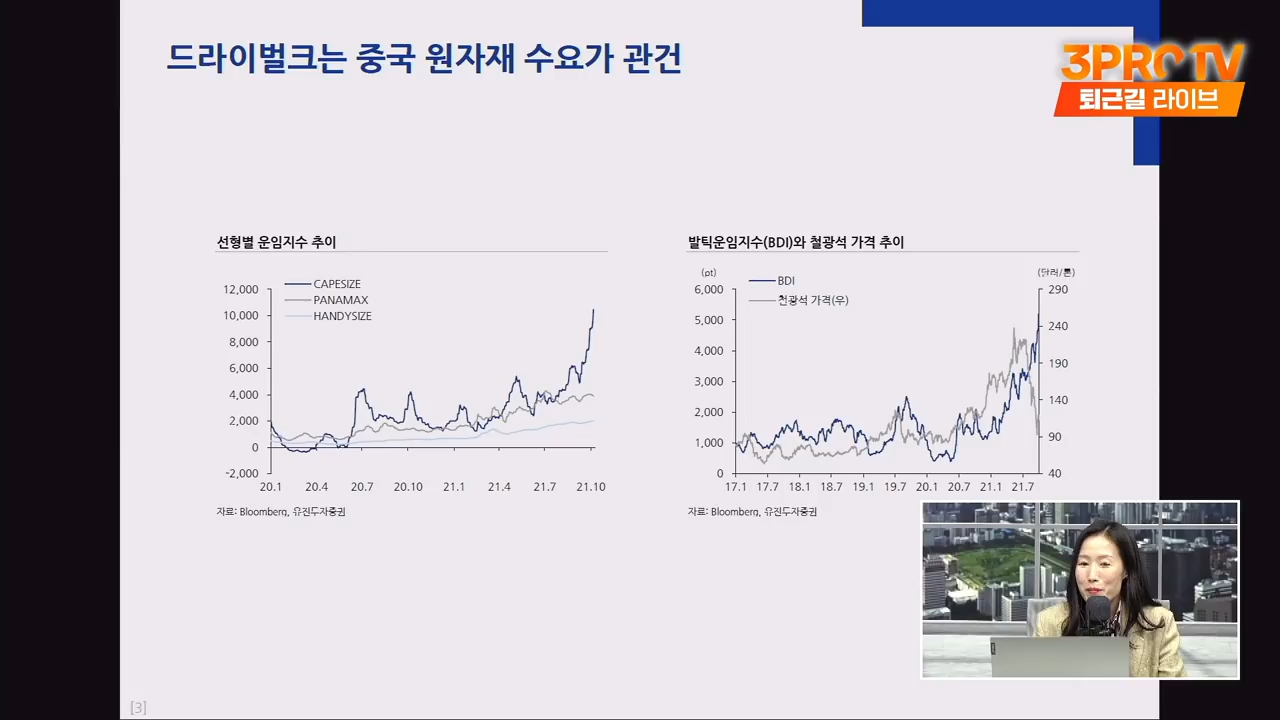 드라이벌크는 중국 원자재 수요가 관건
3PROTV
퇴근길 라이브
선형별 운임지수 추이
CAPESIZE
PANAMAX
HANDYSIZE
12,000
10,000
8,000
6,000
4,000
2,000
0
-2,000
20.1 20.4 20.7 20.10 21.1 21.4 21.7 21.10
자료: Bloomberg, 유진투자증권
발틱운임지수(BDI)와 철광석 가격 추이
(pt) (달러/톤)
BDI
철광석 가격(우)
6,000 290
5,000 240
4,000 190
3,000 140
2,000 90
1,000 40
0
17.1 17.7 18.1 18.7 19.1 19.7 20.1 20.7 21.1 21.7
자료: Bloomberg, 유진투자증권
[3]